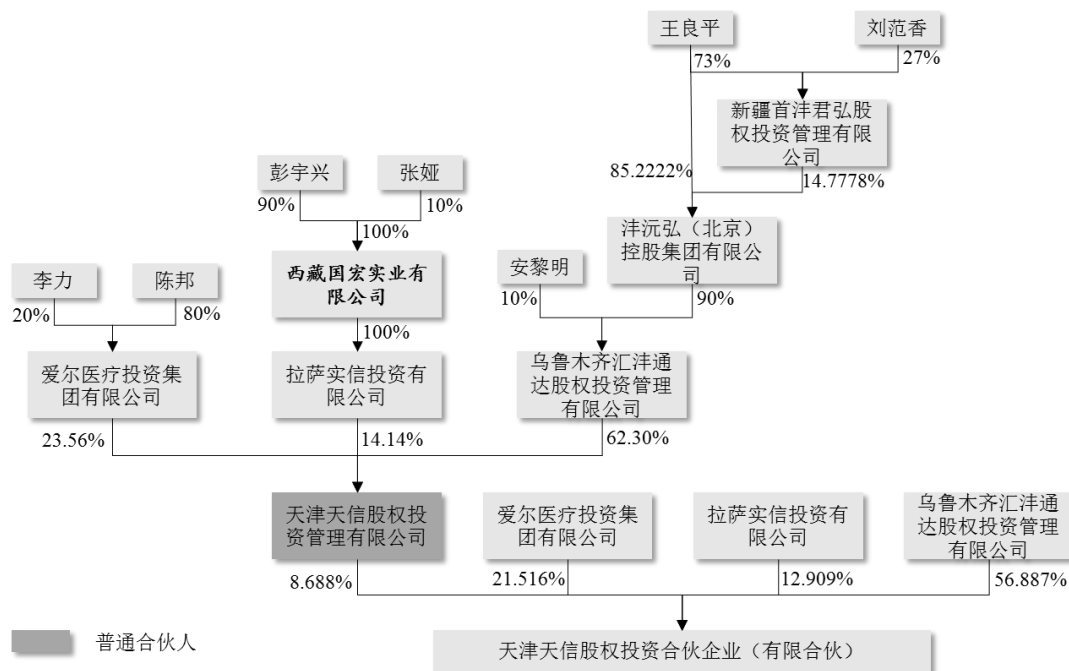 王良平
刘范香
73%
27%
新疆首沣君弘股
权投资管理有限
公司
85.2222%
14.7778%
彭宇兴
张娅
90%
10%
100%
沣沅弘（北京）
控股集团有限公
司
西藏国宏实业有
限公司
李力
陈邦
安黎明
20%
80%
100%
10%
90%
爱尔医疗投资集
团有限公司
拉萨实信投资有
限公司
乌鲁木齐汇沣通
达股权投资管理
有限公司
23.56%
14.14%
62.30%
天津天信股权投
资管理有限公司
爱尔医疗投资集
团有限公司
拉萨实信投资有
限公司
乌鲁木齐汇沣通
达股权投资管理
有限公司
8.688%
21.516%
12.909%
56.887%
普通合伙人
天津天信股权投资合伙企业（有限合伙）